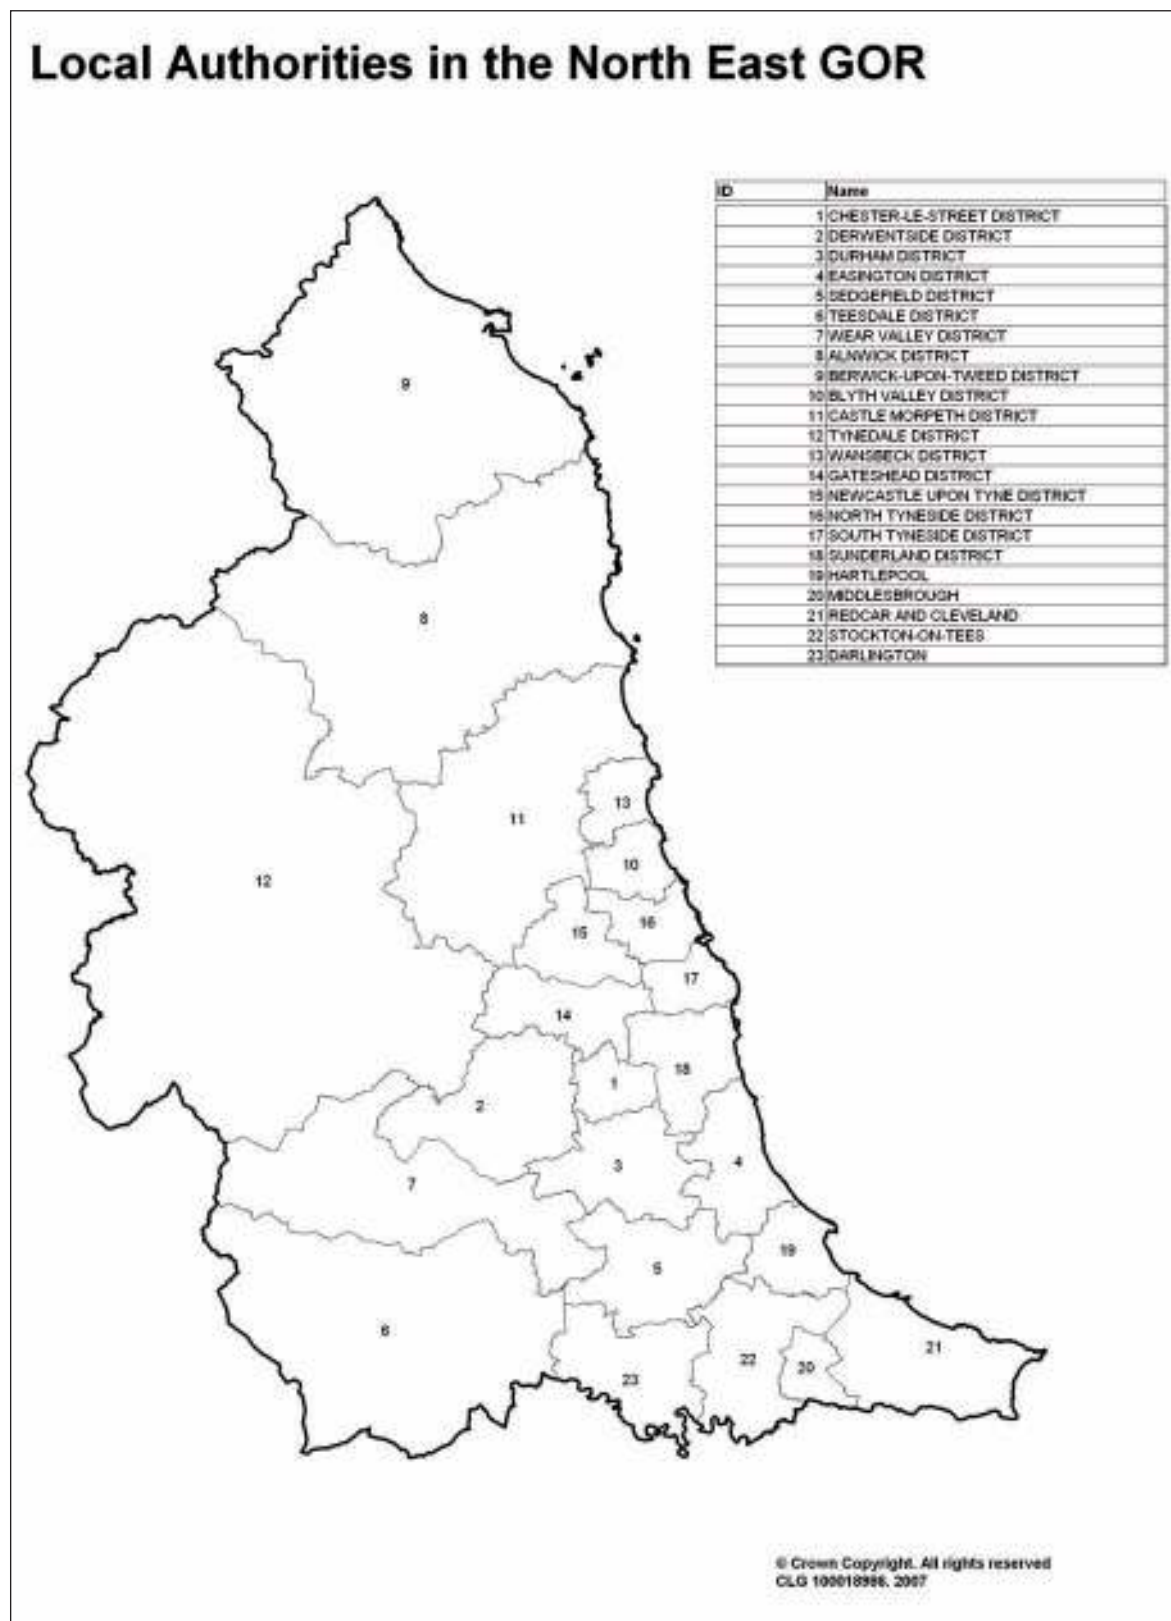 Local Authorities in the North East GOR
ID Name
1 CHESTER-LE-STREET DISTRICT
2 DERWENTSIDE DISTRICT
3 DURHAM DISTRICT
4 EASINGTON DISTRICT
5 SEDGEFIELD DISTRICT
6 TEESDALE DISTRICT
7 WEAR VALLEY DISTRICT
8 ALNWICK DISTRICT
9 BERWICK-UPON-TWEED DISTRICT
10 BLYTH VALLEY DISTRICT
11 CASTLE MORPETH DISTRICT
12 TYNEDALE DISTRICT
13 WANSBECK DISTRICT
14 GATESHEAD DISTRICT
15 NEWCASTLE UPON TYNE DISTRICT
16 NORTH TYNESIDE DISTRICT
17 SOUTH TYNESIDE DISTRICT
18 SUNDERLAND DISTRICT
19 HARTLEPOOL
20 MIDDLESBROUGH
21 REDCAR AND CLEVELAND
22 STOCKTON-ON-TEES
23 DARLINGTON
9
8
13
11
10
12
16
15
17
14
18
1
2
3
4
7
19
5
6
21
22
20
23
© Crown Copyright. All rights reserved
CLG 100018986. 2007